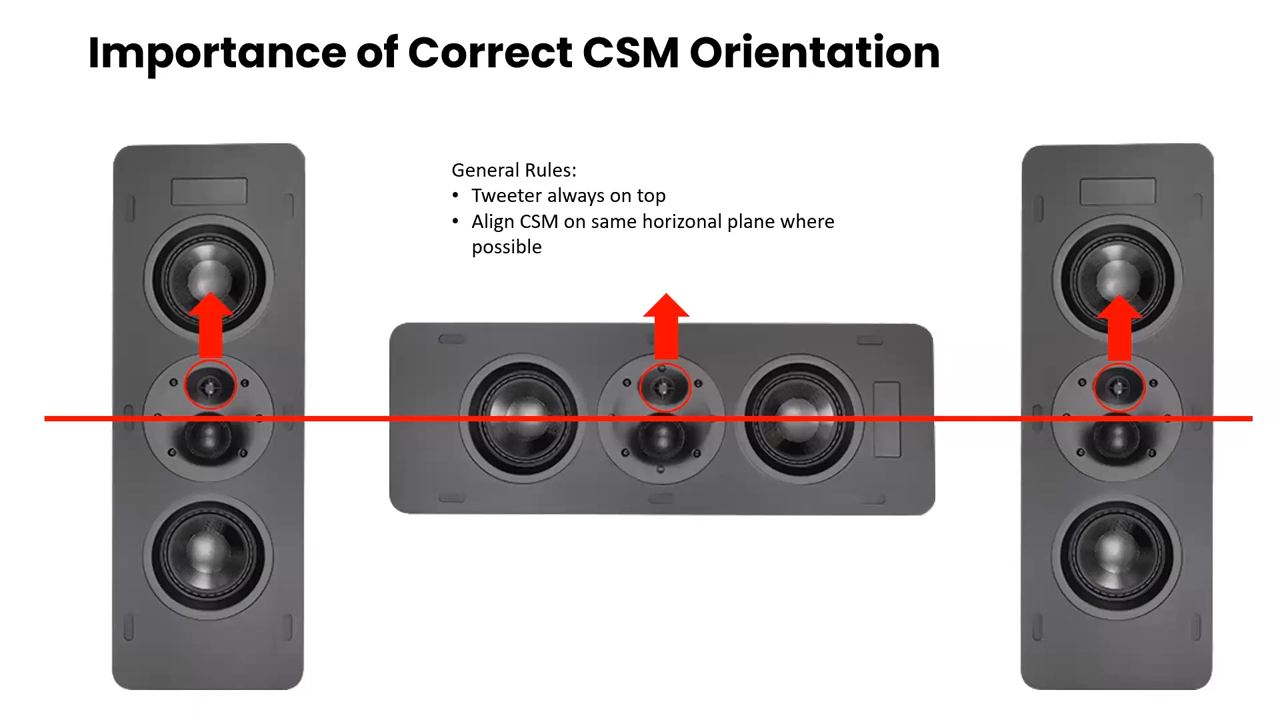 Importance of Correct CSM Orientation
General Rules:
• Tweeter always on top
• Align CSM on same horizonal plane where
possible